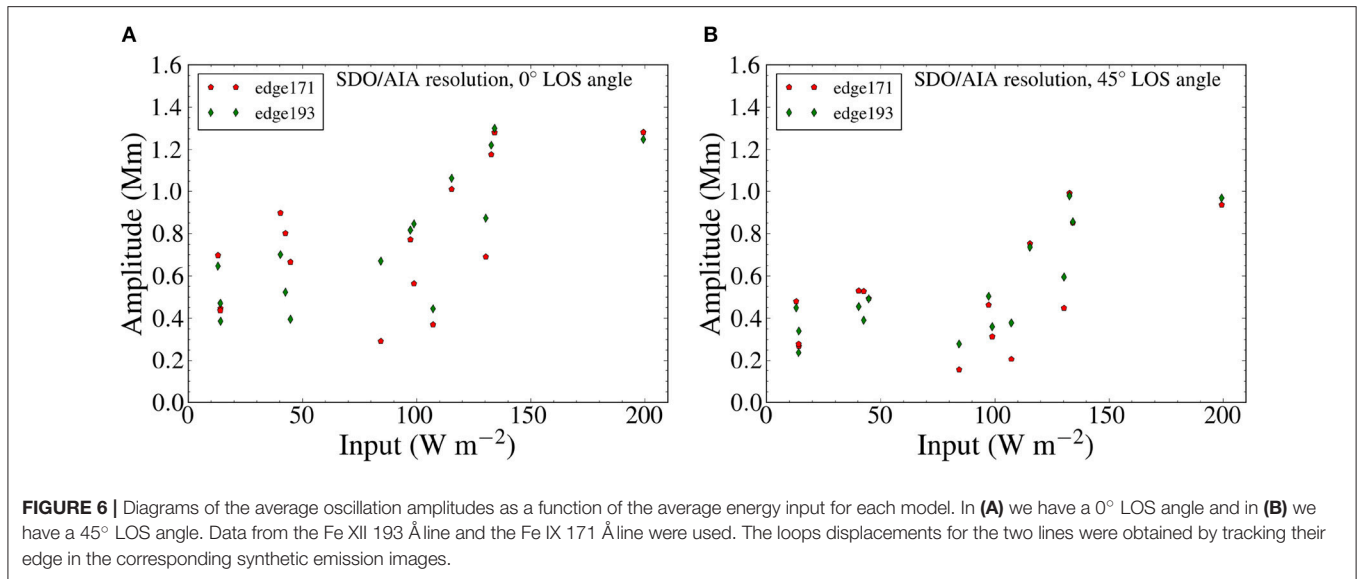 A
1.6
1.4
1.2
1.0
0.8
0.6
0.4
0.2
0.0
Amplitude (Mm)
edge171
edge193
SDO/AIA resolution, 0° LOS angle
0
50
100
150
200
Input (W m−2)
B
1.6
1.4
1.2
1.0
0.8
0.6
0.4
0.2
0.0
Amplitude (Mm)
edge171
edge193
SDO/AIA resolution, 45° LOS angle
0
50
100
150
200
Input (W m−2)
FIGURE 6 | Diagrams of the average oscillation amplitudes as a function of the average energy input for each model. In (A) we have a 0° LOS angle and in (B) we
have a 45° LOS angle. Data from the Fe XII 193 Åline and the Fe IX 171 Åline were used. The loops displacements for the two lines were obtained by tracking their
edge in the corresponding synthetic emission images.